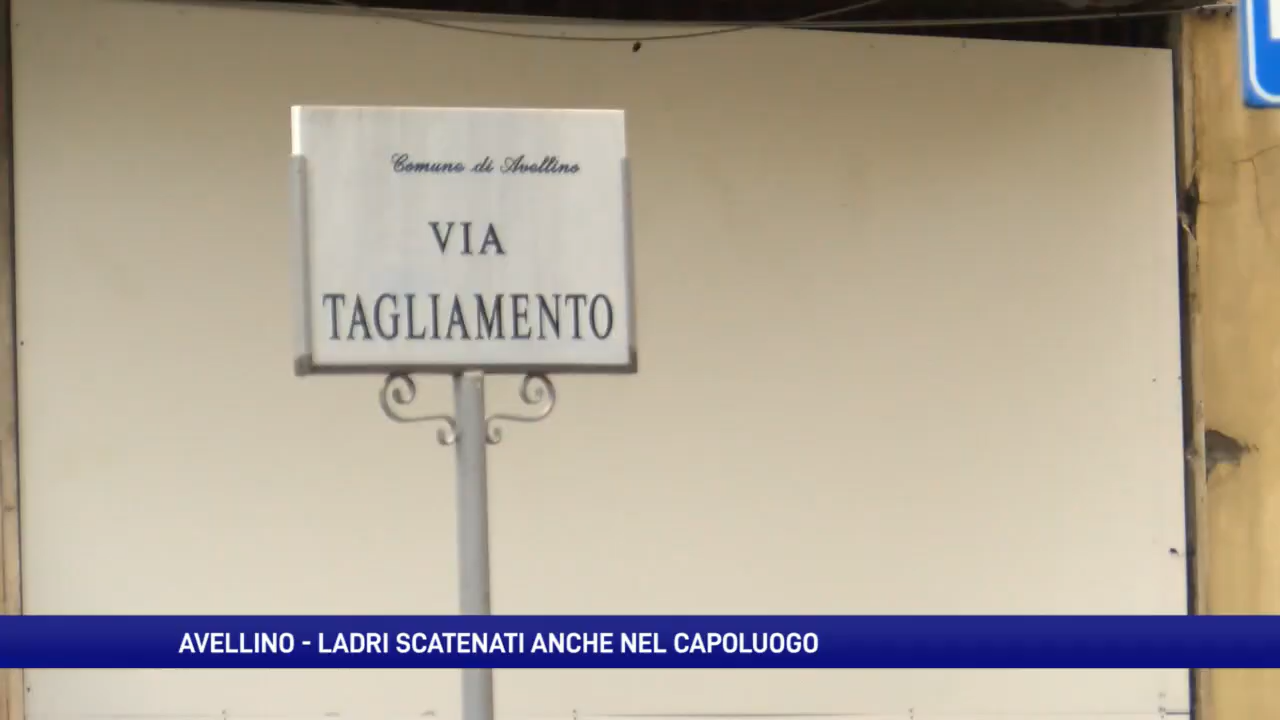 Comune di Avellino
VIA
TAGLIAMENTO
AVELLINO - LADRI SCATENATI ANCHE NEL CAPOLUOGO